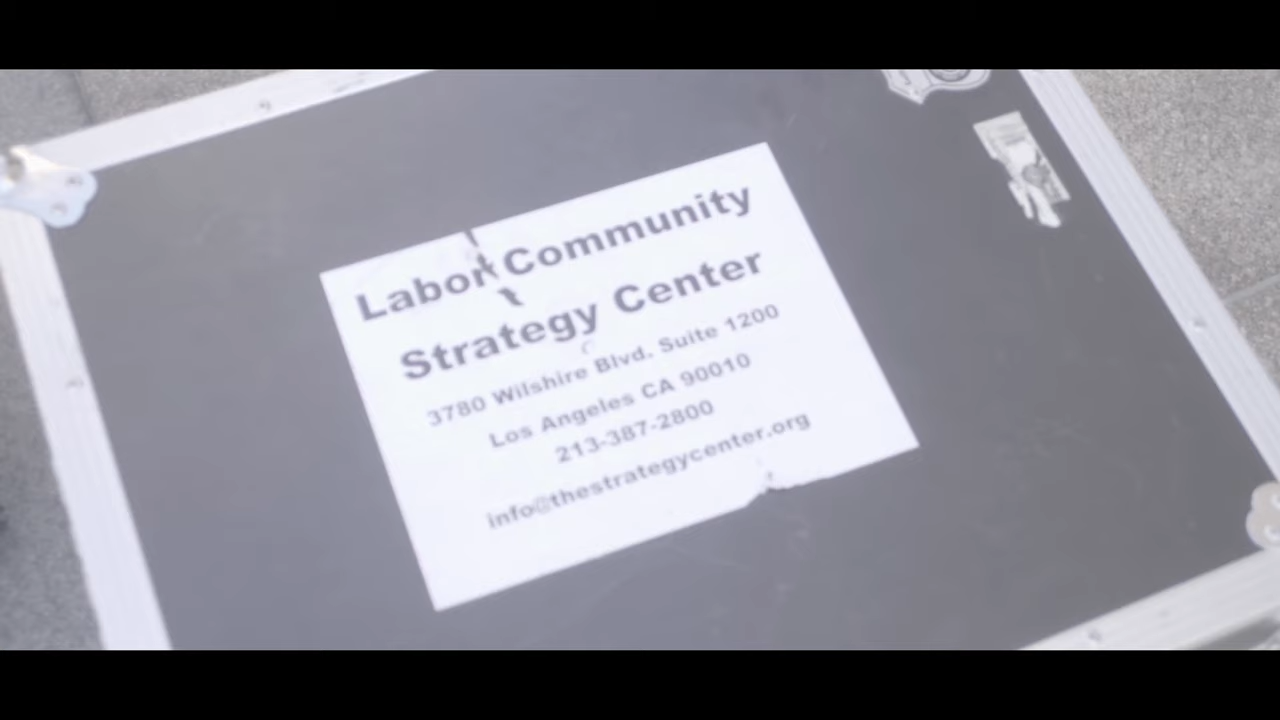 Labor Community
Strategy Center
3780 Wilshire Blvd. Suite 1200
Los Angeles CA 90010
213-387-2800
info@thestrategycenter.org